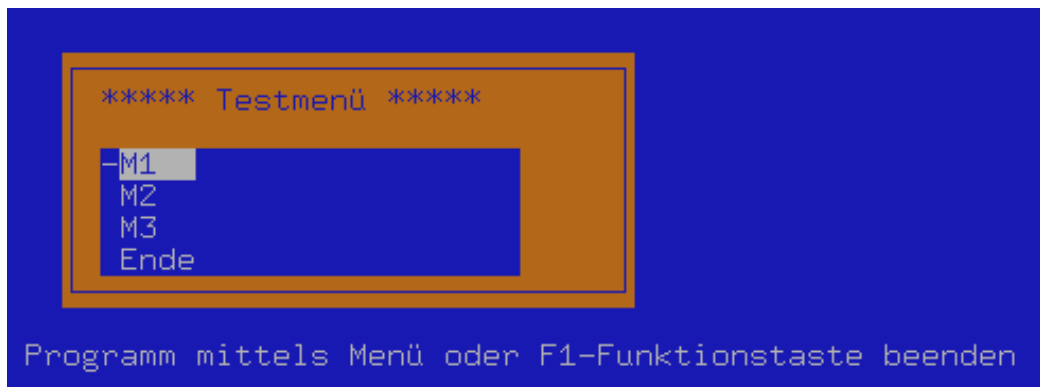 ***** Testmenü *****
-M1
M2
M3
Ende
Programm mittels Menü oder F1-Funktionstaste beenden